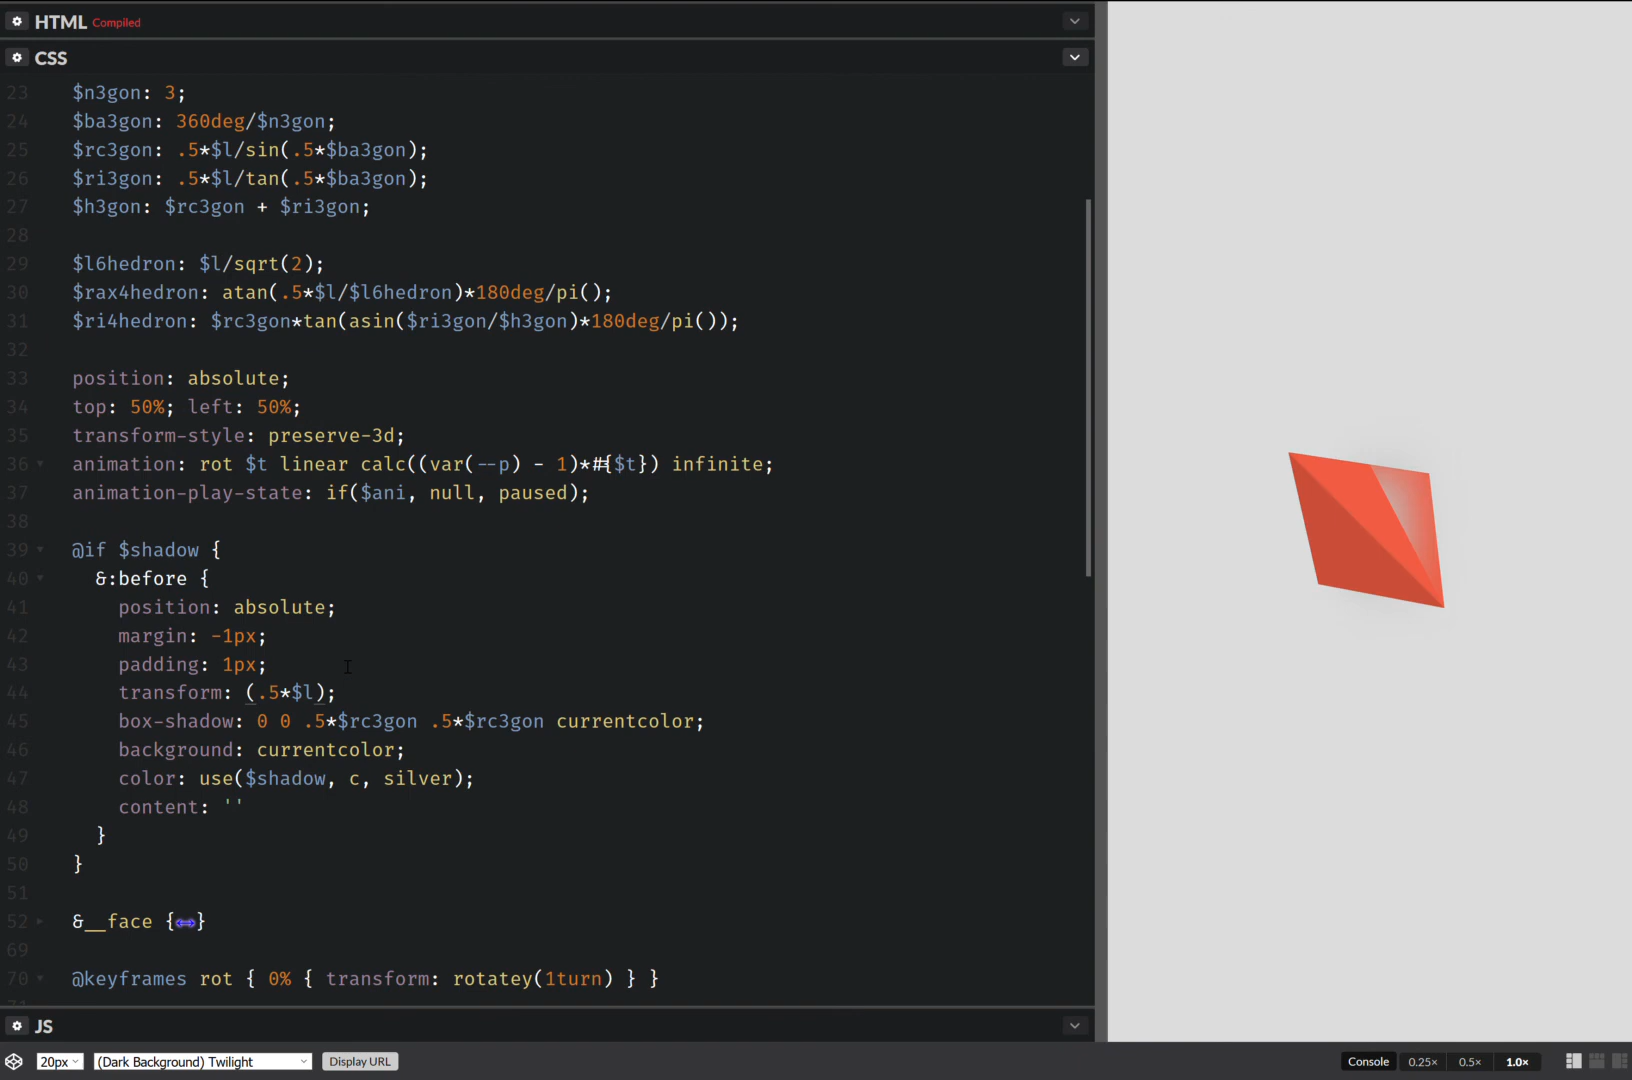 HTML Compiled
CSS
23 $n3gon: 3;
24 $ba3gon: 360deg/$n3gon;
25 $rc3gon: .5*$l/sin(.5*$ba3gon);
26 $ri3gon: .5*$l/tan(.5*$ba3gon);
27 $h3gon: $rc3gon + $ri3gon;
28
29 $l6hedron: $l/sqrt(2);
30 $rax4hedron: atan(.5*$l/$l6hedron)*180deg/pi();
31 $ri4hedron: $rc3gon*tan(asin($ri3gon/$h3gon)*180deg/pi());
32
33 position: absolute;
34 top: 50%; left: 50%;
35 transform-style: preserve-3d;
36 animation: rot $t linear calc((var(--p) - 1)*#{$t}) infinite;
37 animation-play-state: if($ani, null, paused);
38
39 @if $shadow {
40 &:before {
41 position: absolute;
42 margin: -1px;
43 padding: 1px;
44 transform: (.5*$l);
45 box-shadow: 0 0 .5*$rc3gon .5*$rc3gon currentcolor;
46 background: currentcolor;
47 color: use($shadow, c, silver);
48 content: ''
49 }
50 }
51
52 &__face {↔}
69
70 @keyframes rot { 0% { transform: rotatey(1turn) } }
71
JS
20px (Dark Background) Twilight Display URL Console 0.25× 0.5× 1.0×